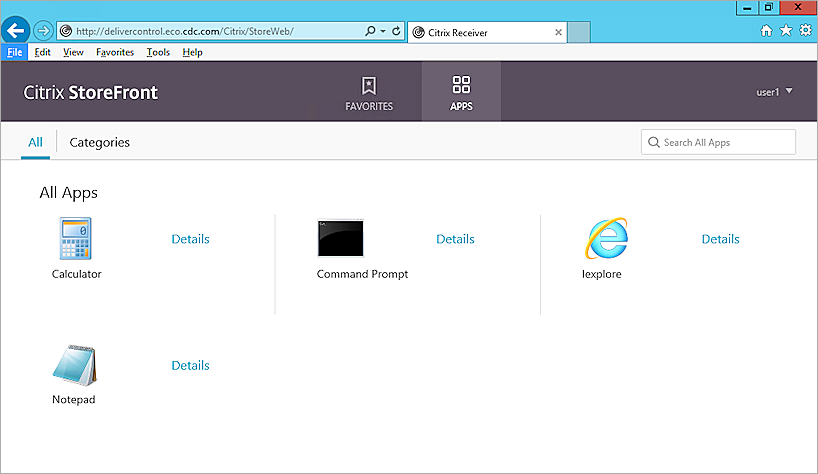 http://delivercontrol.eco.cdc.com/Citrix/StoreWeb/
Citrix Receiver
File Edit View Favorites Tools Help
Citrix StoreFront
FAVORITES
APPS
user1
All
Categories
Search All Apps
All Apps
Details
Details
Details
Calculator
Command Prompt
Iexplore
Details
Notepad